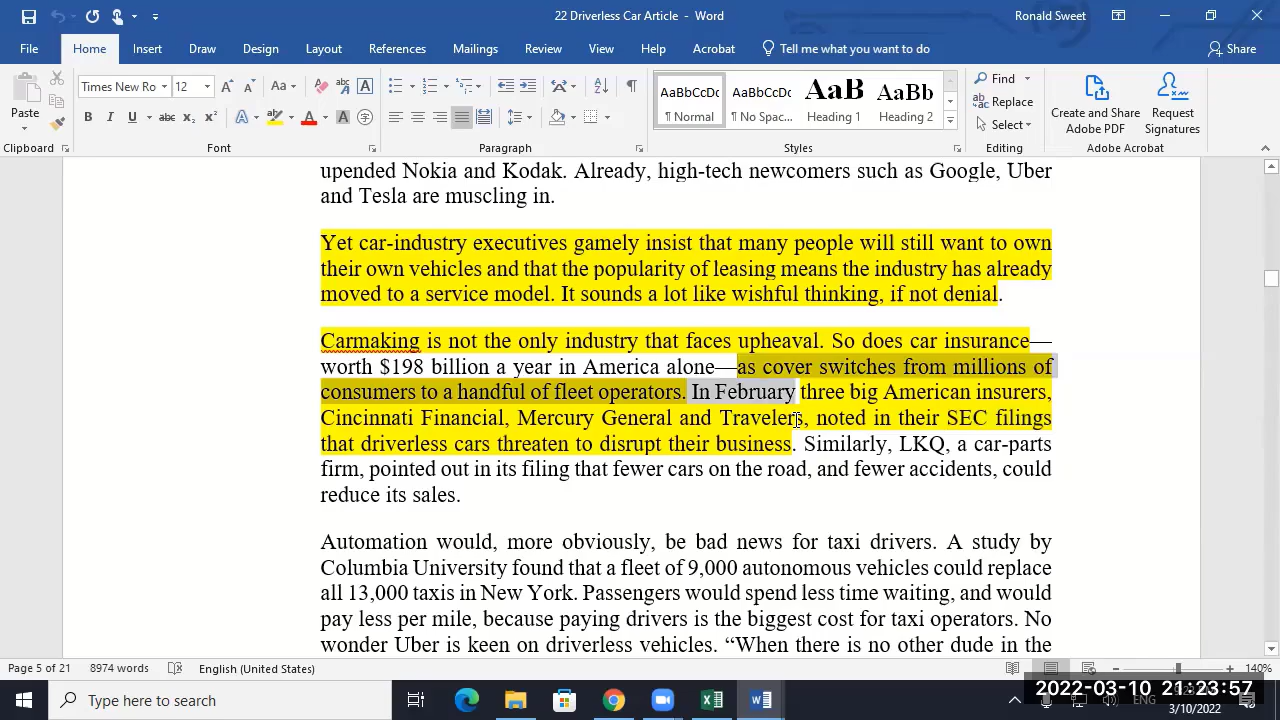 22 Driverless Car Article - Word
Ronald Sweet
File Home Insert Draw Design Layout References Mailings Review View Help Acrobat Tell me what you want to do Share
Paste
Times New Ro 12
Aa
B I U abc x₂ x²
AaBbCcDc AaBbCcDc AaB AaBb
¶ Normal ¶ No Spac... Heading 1 Heading 2
Find
Replace
Select
Create and Share Adobe PDF
Request Signatures
Clipboard Font Paragraph Styles Editing Adobe Acrobat
upended Nokia and Kodak. Already, high-tech newcomers such as Google, Uber
and Tesla are muscling in.
Yet car-industry executives gamely insist that many people will still want to own
their own vehicles and that the popularity of leasing means the industry has already
moved to a service model. It sounds a lot like wishful thinking, if not denial.
Carmaking is not the only industry that faces upheaval. So does car insurance—
worth $198 billion a year in America alone—as cover switches from millions of
consumers to a handful of fleet operators. In February three big American insurers,
Cincinnati Financial, Mercury General and Travelers, noted in their SEC filings
that driverless cars threaten to disrupt their business. Similarly, LKQ, a car-parts
firm, pointed out in its filing that fewer cars on the road, and fewer accidents, could
reduce its sales.
Automation would, more obviously, be bad news for taxi drivers. A study by
Columbia University found that a fleet of 9,000 autonomous vehicles could replace
all 13,000 taxis in New York. Passengers would spend less time waiting, and would
pay less per mile, because paying drivers is the biggest cost for taxi operators. No
wonder Uber is keen on driverless vehicles. “When there is no other dude in the
Page 5 of 21 8974 words English (United States) 140%
Type here to search
2022-03-10 21:23:57
ENG
3/10/2022